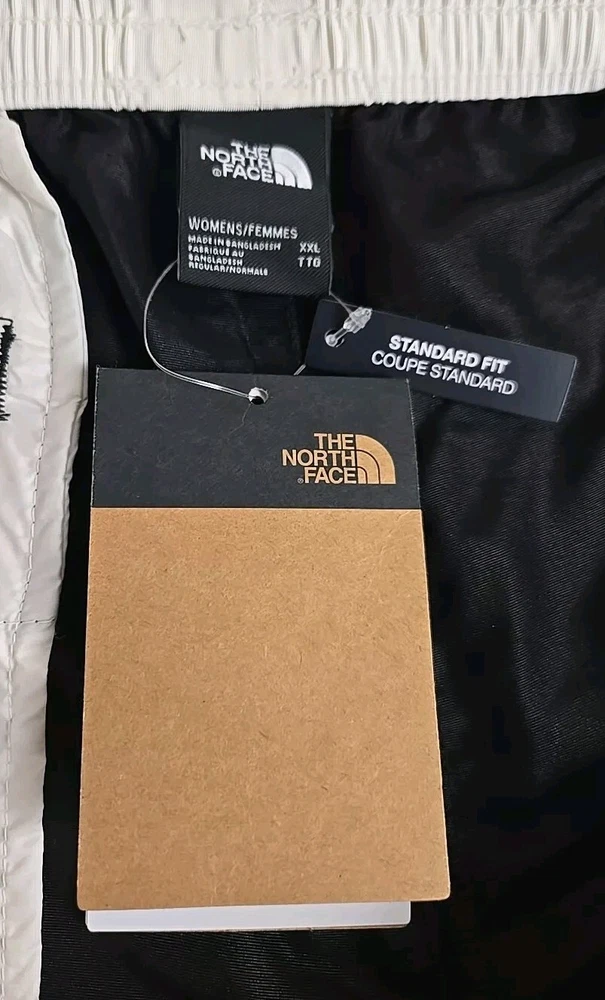 THE
NORTH
FACE
WOMENS/FEMMES
MADE IN BANGLADESH XXL
FABRIQUE AU TTG
BANGLADESH
REGULAR/NORMALE
STANDARD FIT
COUPE STANDARD
THE
NORTH
FACE